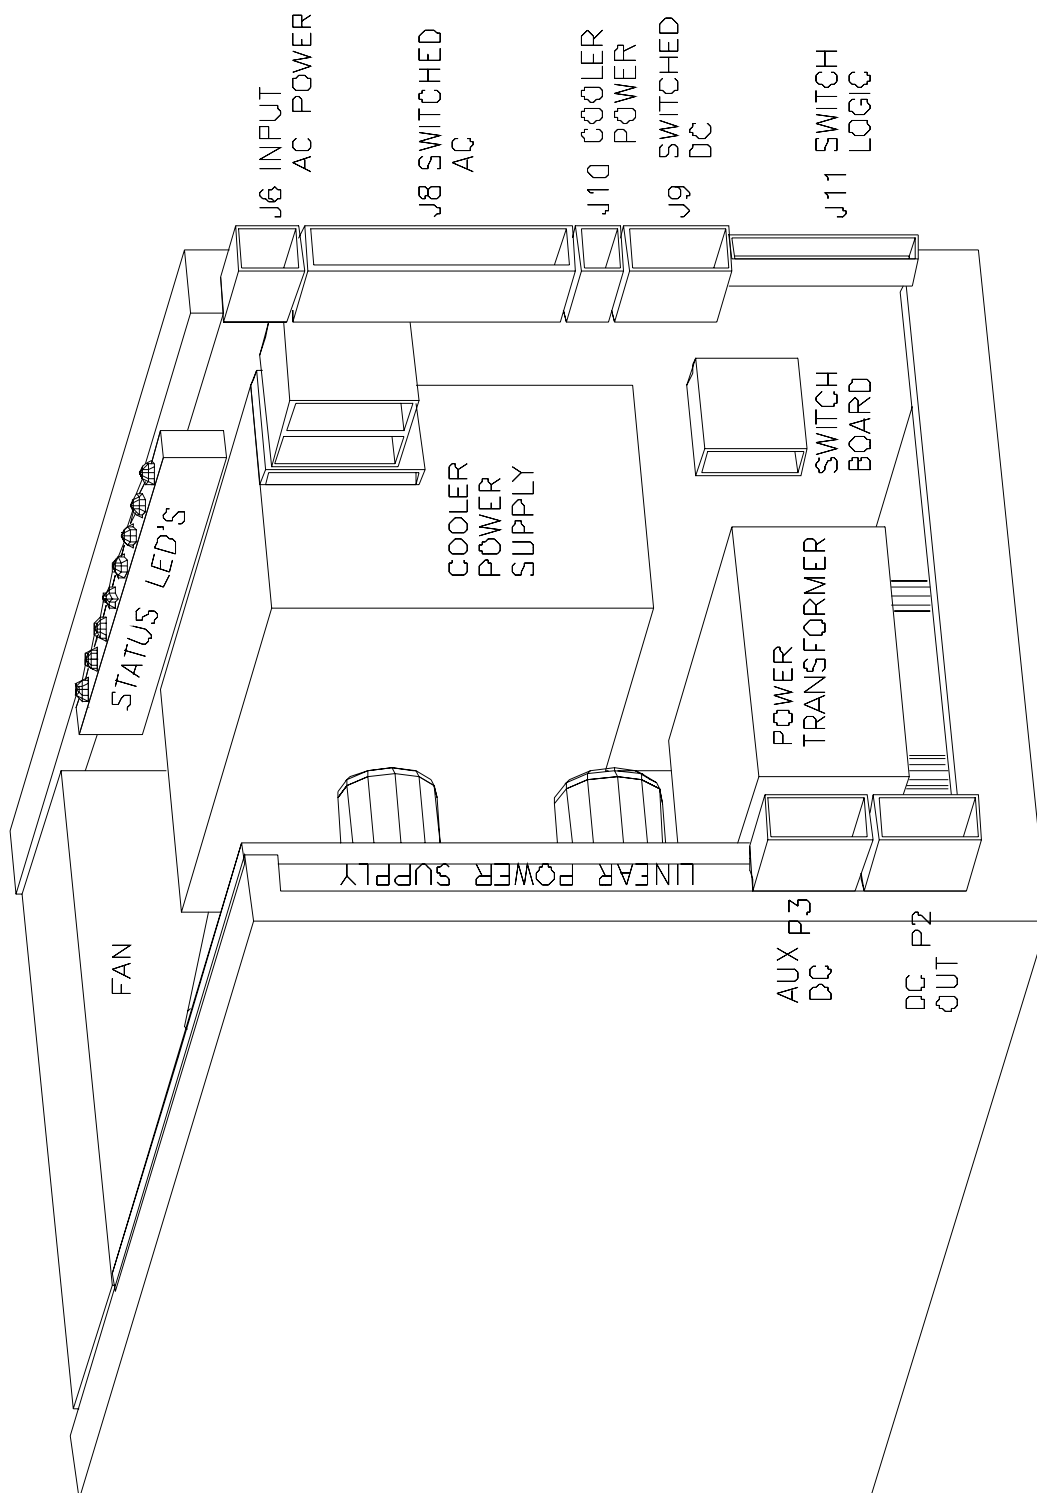 J6 INPUT
AC POWER
J8 SWITCHED
AC
J10 COOLER
POWER
J9 SWITCHED
DC
J11 SWITCH
LOGIC
STATUS LED'S
COOLER
POWER
SUPPLY
SWITCH
BOARD
POWER
TRANSFORMER
LINEAR POWER SUPPLY
FAN
AUX P3
DC
DC P2
OUT